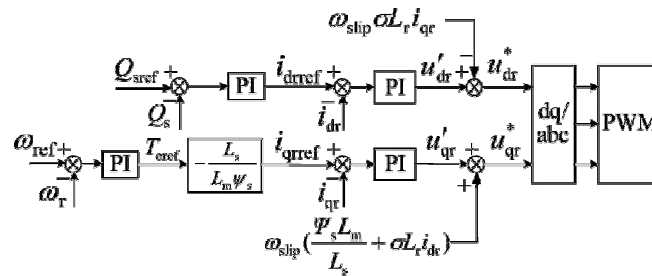 ω_slip σL_r i_qr
Q_sref + − Q_s PI i_drref + − i_dr PI u'_dr + − u*_dr
dq/
abc
PWM
ω_ref + − ω_r PI T_eref − L_s / L_m ψ_s i_qrref + − i_qr PI u'_qr + + u*_qr
ω_slip(Ψ_s L_m / L_s + σL_r i_dr)